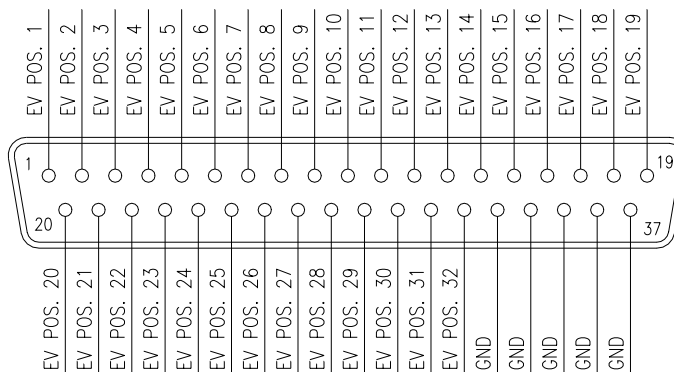 EV POS. 1
EV POS. 2
EV POS. 3
EV POS. 4
EV POS. 5
EV POS. 6
EV POS. 7
EV POS. 8
EV POS. 9
EV POS. 10
EV POS. 11
EV POS. 12
EV POS. 13
EV POS. 14
EV POS. 15
EV POS. 16
EV POS. 17
EV POS. 18
EV POS. 19
1
19
20
37
EV POS. 20
EV POS. 21
EV POS. 22
EV POS. 23
EV POS. 24
EV POS. 25
EV POS. 26
EV POS. 27
EV POS. 28
EV POS. 29
EV POS. 30
EV POS. 31
EV POS. 32
GND
GND
GND
GND
GND